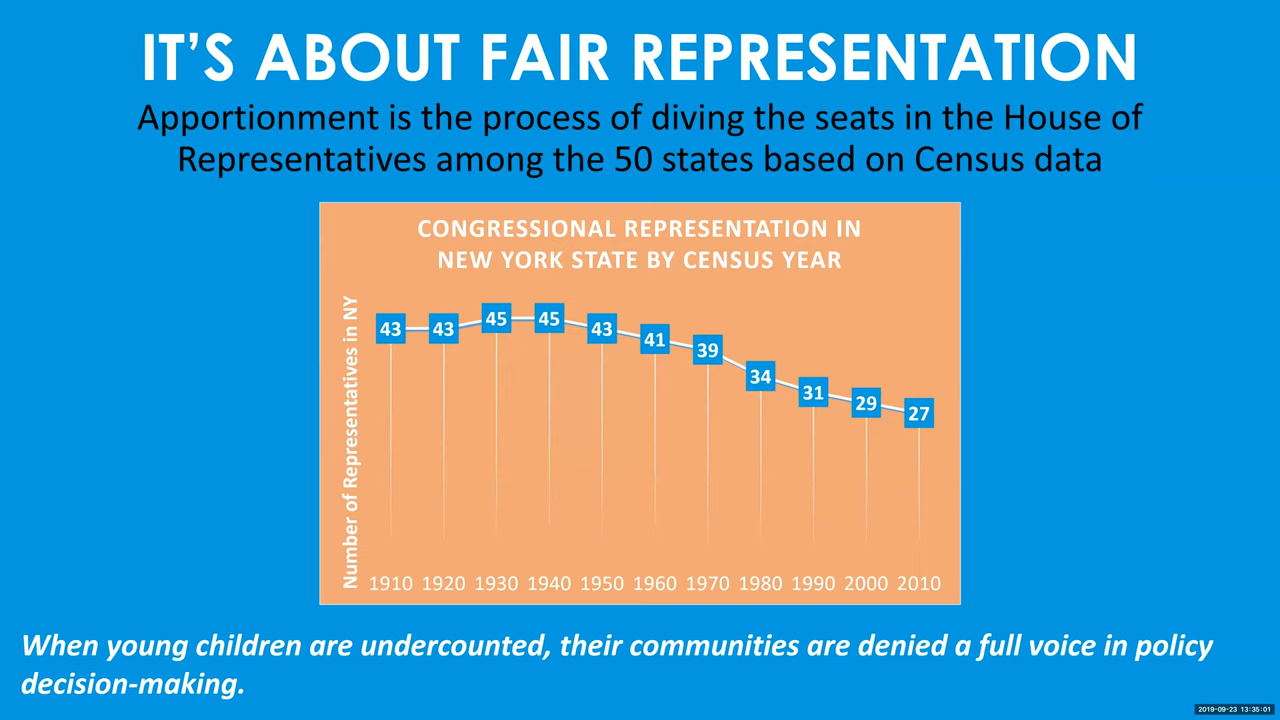 IT’S ABOUT FAIR REPRESENTATION
Apportionment is the process of diving the seats in the House of
Representatives among the 50 states based on Census data
CONGRESSIONAL REPRESENTATION IN
NEW YORK STATE BY CENSUS YEAR
Number of Representatives in NY
43 43 45 45 43 41 39 34 31 29 27
1910 1920 1930 1940 1950 1960 1970 1980 1990 2000 2010
When young children are undercounted, their communities are denied a full voice in policy
decision-making.
2019-09-23 13:35:01